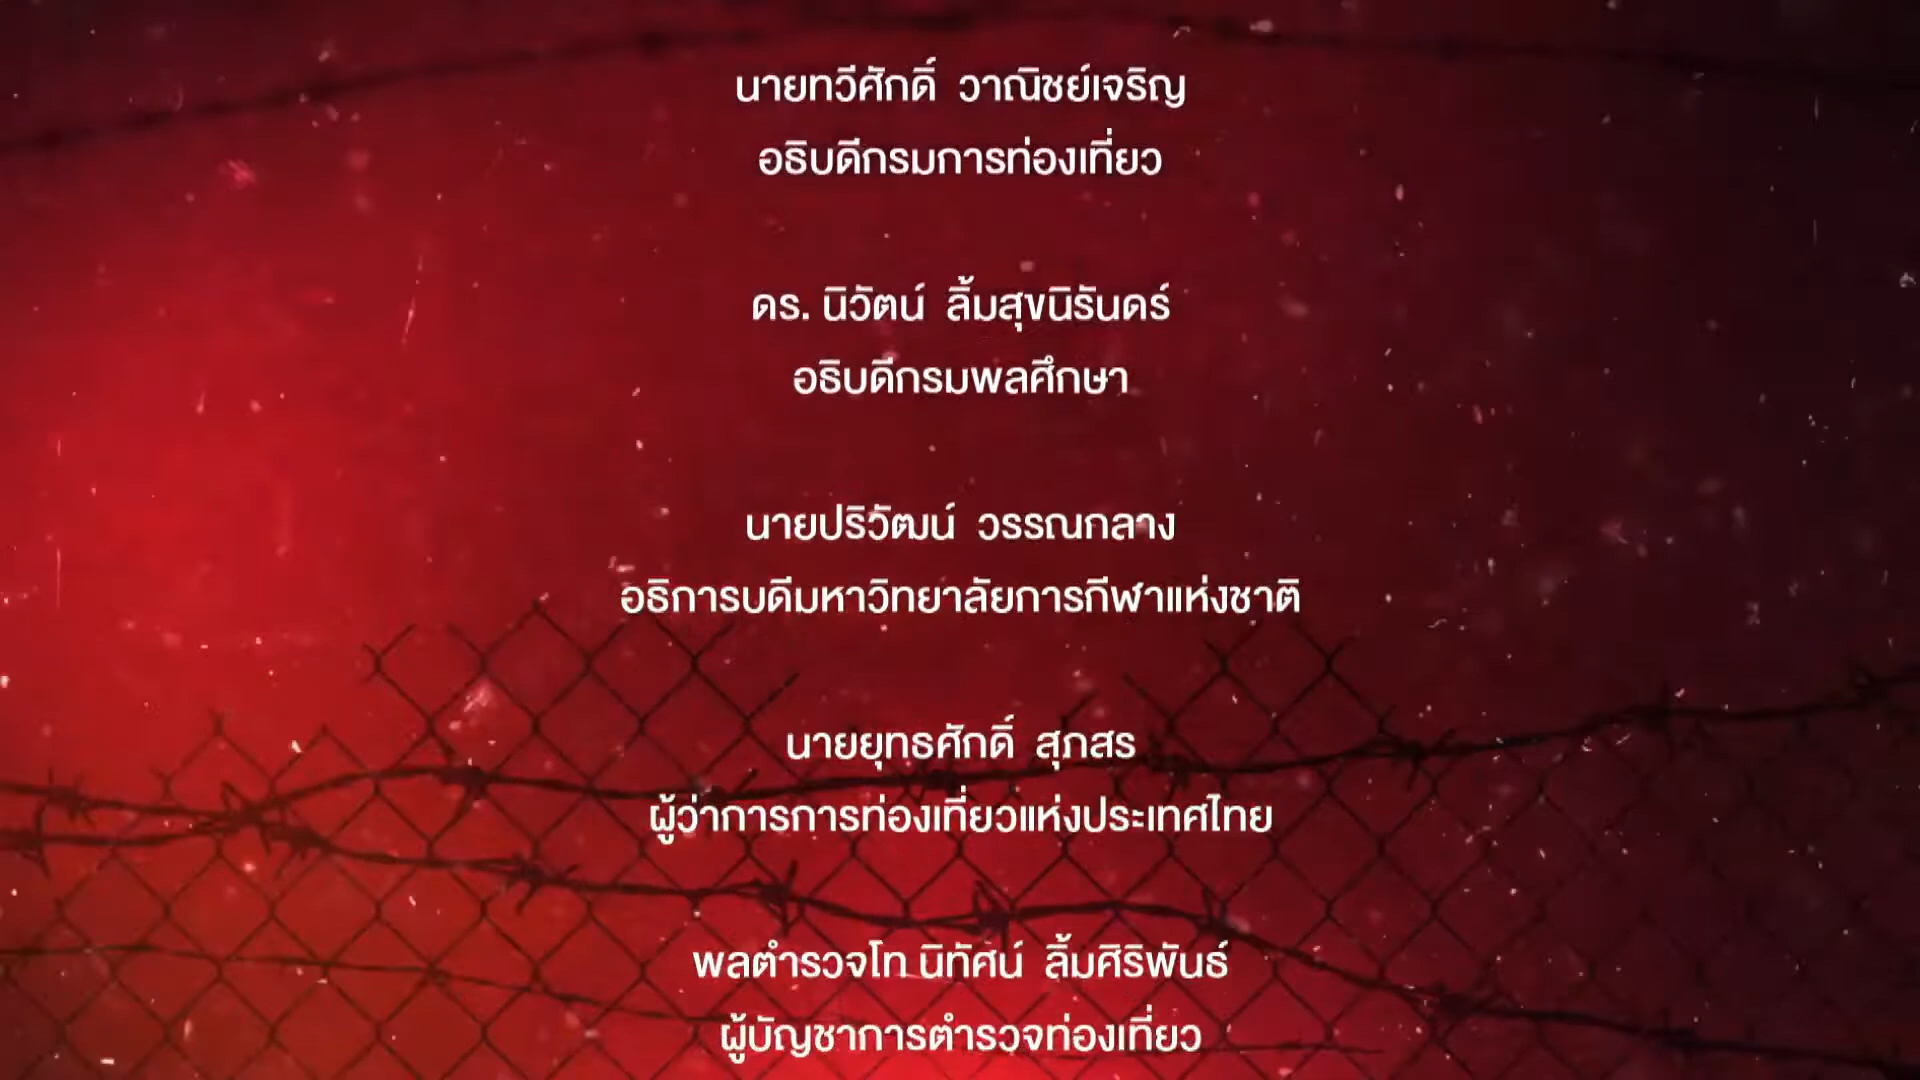 นายทวีศักดิ์ วาณิชย์เจริญ
อธิบดีกรมการท่องเที่ยว
ดร. นิวัตน์ ลิ้มสุขนิรันดร์
อธิบดีกรมพลศึกษา
นายปริวัฒน์ วรรณกลาง
อธิการบดีมหาวิทยาลัยการกีฬาแห่งชาติ
นายยุทธศักดิ์ สุภสร
ผู้ว่าการการท่องเที่ยวแห่งประเทศไทย
พลตำรวจโท นิทัศน์ ลิ้มศิริพันธ์
ผู้บัญชาการตำรวจท่องเที่ยว